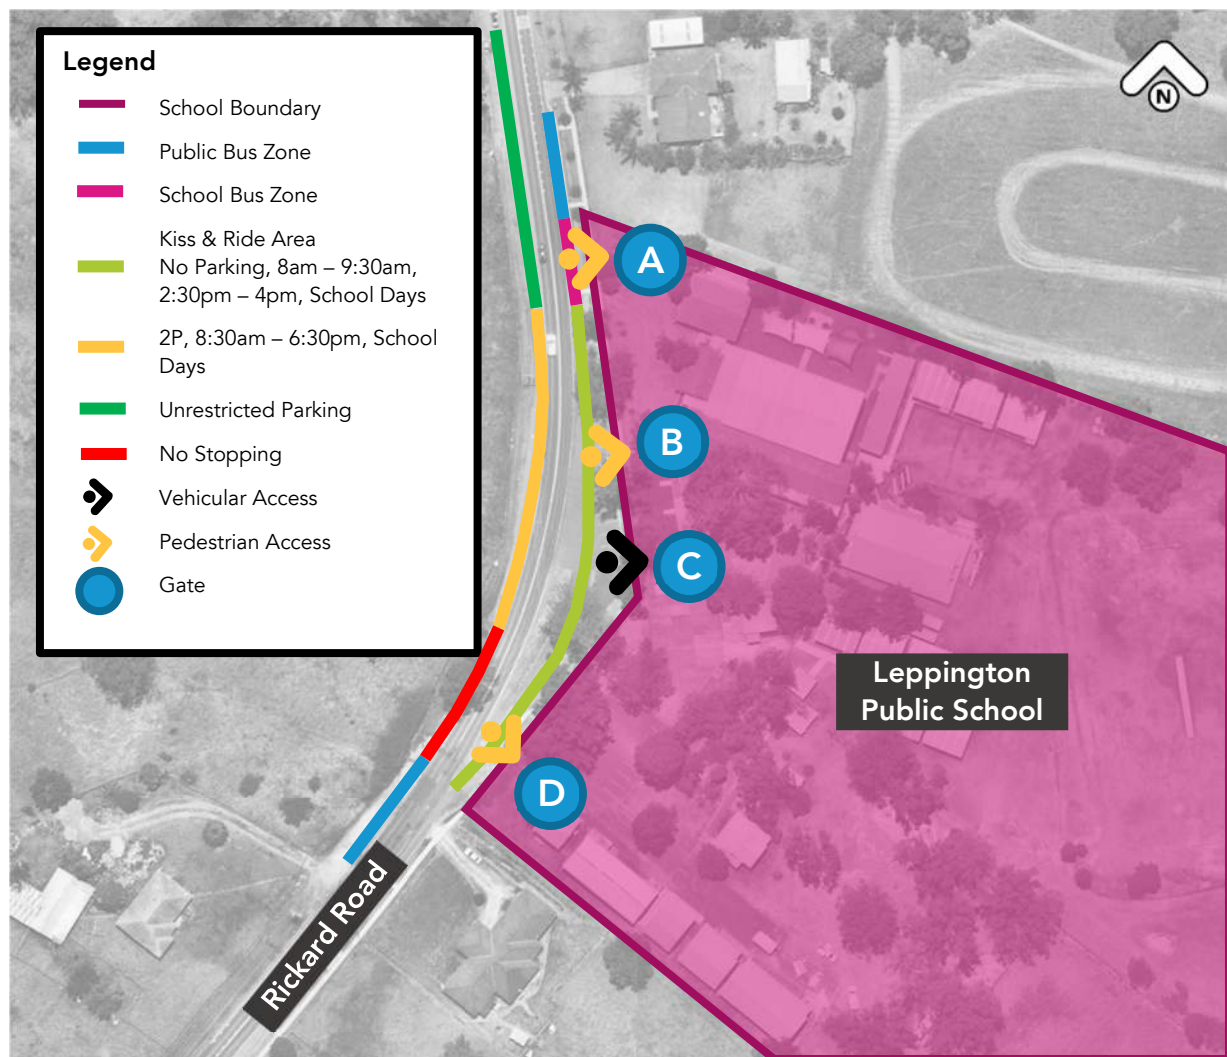 Legend
School Boundary
Public Bus Zone
School Bus Zone
Kiss & Ride Area
No Parking, 8am – 9:30am,
2:30pm – 4pm, School Days
2P, 8:30am – 6:30pm, School
Days
Unrestricted Parking
No Stopping
Vehicular Access
Pedestrian Access
Gate
N
A
B
C
D
Leppington
Public School
Rickard Road